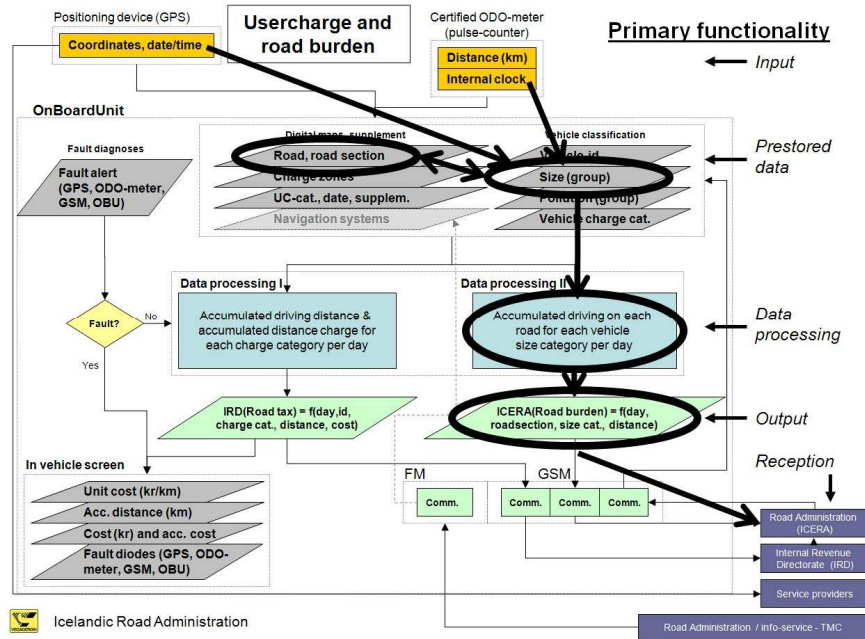 Positioning device (GPS)
Coordinates, date/time
Usercharge and
road burden
Certified ODO-meter
(pulse-counter)
Distance (km)
Internal clock
Primary functionality
Input
OnBoardUnit
Fault diagnoses
Fault alert
(GPS, ODO-meter,
GSM, OBU)
Digital maps, supplement
Road, road section
Charge zones
UC-cat., date, supplem.
Navigation systems
Vehicle classification
Vehicle-id
Size (group)
Pollution (group)
Vehicle charge cat.
Prestored
data
Data processing I
Accumulated driving distance &
accumulated distance charge for
each charge category per day
Data processing II
Accumulated driving on each
road for each vehicle
size category per day
Data
processing
Fault?
No
Yes
IRD(Road tax) = f(day,id,
charge cat., distance, cost)
ICERA(Road burden) = f(day,
roadsection, size cat., distance)
Output
Reception
In vehicle screen
Unit cost (kr/km)
Acc. distance (km)
Cost (kr) and acc. cost
Fault diodes (GPS, ODO-
meter, GSM, OBU)
FM
GSM
Comm.
Comm.
Comm.
Comm.
Road Administration
(ICERA)
Internal Revenue
Directorate (IRD)
Service providers
Road Administration / info-service - TMC
VEGAGERÐIN
Icelandic Road Administration